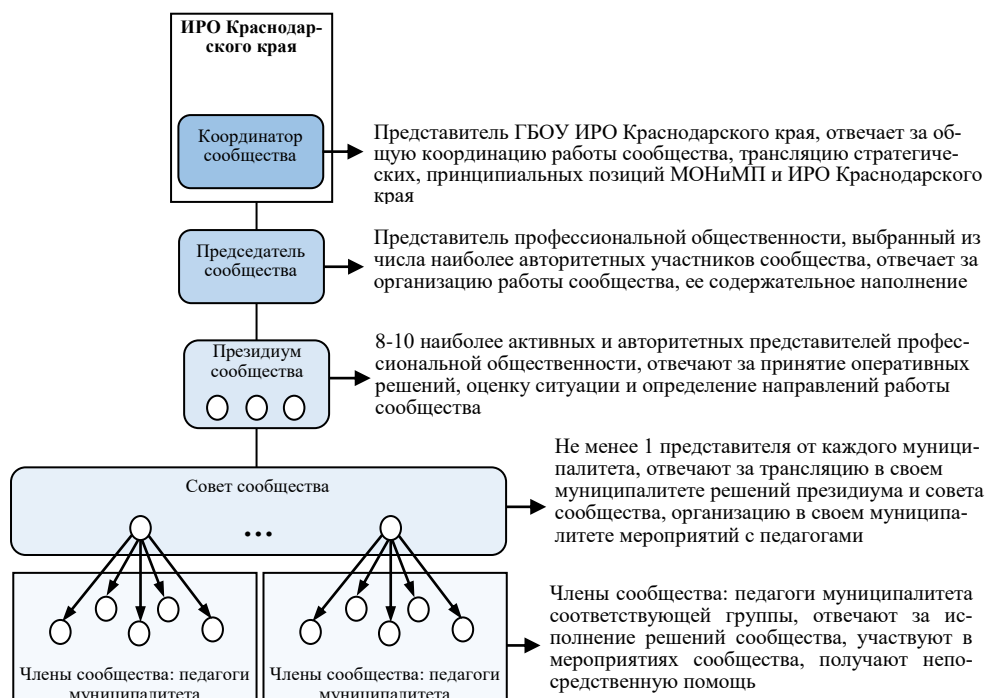 ИРО Краснодар-
ского края
Координатор
сообщества
Представитель ГБОУ ИРО Краснодарского края, отвечает за об-
щую координацию работы сообщества, трансляцию стратегиче-
ских, принципиальных позиций МОНиМП и ИРО Краснодарского
края
Председатель
сообщества
Представитель профессиональной общественности, выбранный из
числа наиболее авторитетных участников сообщества, отвечает за
организацию работы сообщества, ее содержательное наполнение
Президиум
сообщества
8-10 наиболее активных и авторитетных представителей профес-
сиональной общественности, отвечают за принятие оперативных
решений, оценку ситуации и определение направлений работы
сообщества
Совет сообщества
...
Не менее 1 представителя от каждого муници-
палитета, отвечают за трансляцию в своем
муниципалитете решений президиума и совета
сообщества, организацию в своем муниципа-
литете мероприятий с педагогами
Члены сообщества: педагоги
муниципалитета
Члены сообщества: педагоги
муниципалитета
Члены сообщества: педагоги муниципалитета
соответствующей группы, отвечают за ис-
полнение решений сообщества, участвуют в
мероприятиях сообщества, получают непо-
средственную помощь